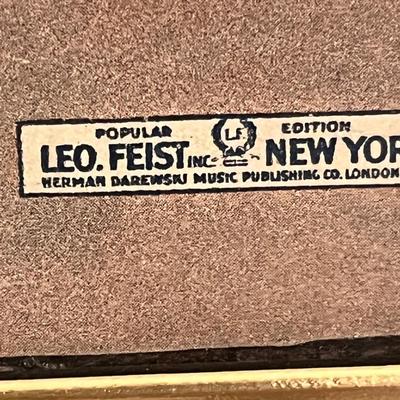 POPULAR LF EDITION
LEO. FEIST INC NEW YOR
HERMAN DAREWSKI MUSIC PUBLISHING CO. LONDON